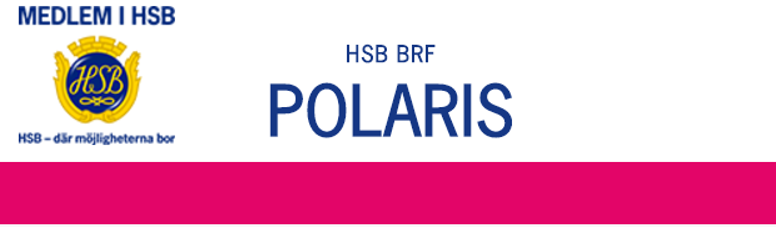 MEDLEM I HSB
HSB
HSB – där möjligheterna bor
HSB BRF
POLARIS